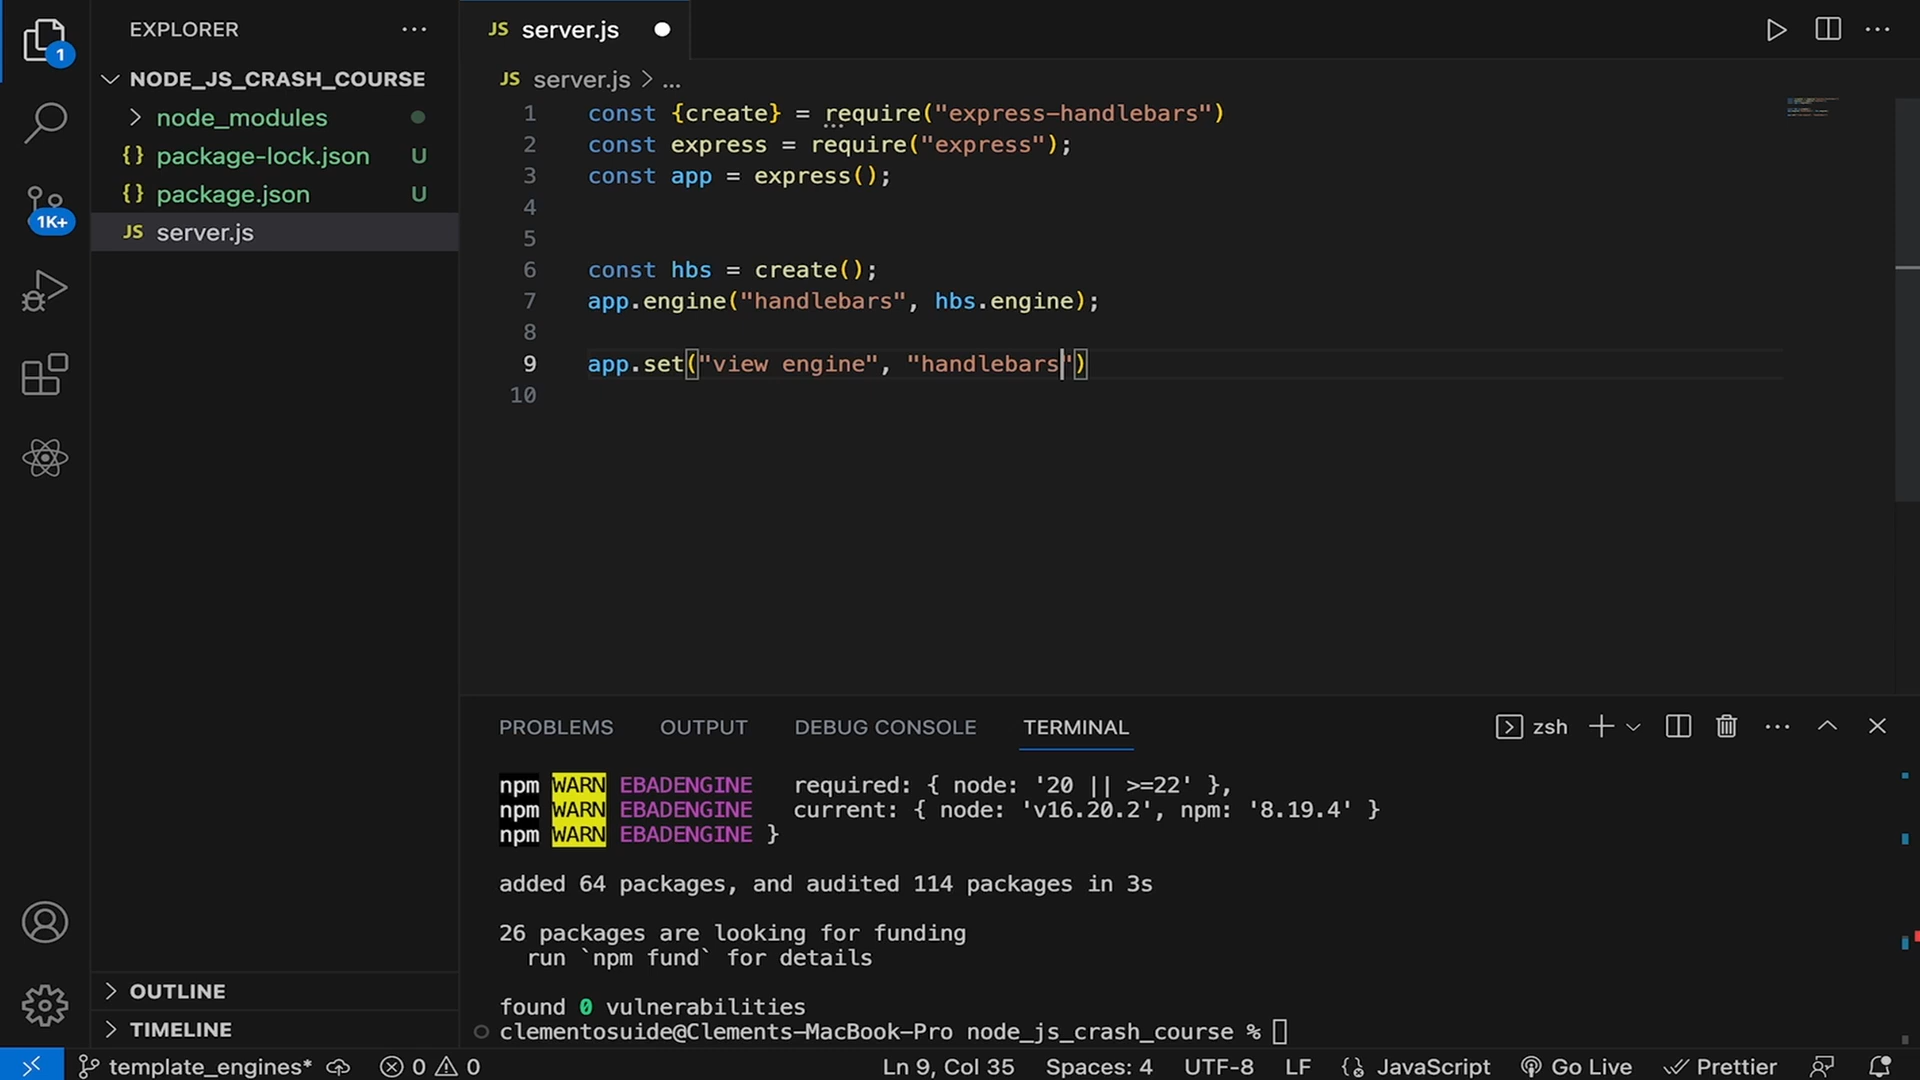 EXPLORER
NODE_JS_CRASH_COURSE
node_modules
package-lock.json U
package.json U
JS server.js
OUTLINE
TIMELINE
1
1K+
JS server.js
JS server.js > ...
1 const {create} = require("express-handlebars")
2 const express = require("express");
3 const app = express();
4
5
6 const hbs = create();
7 app.engine("handlebars", hbs.engine);
8
9 app.set("view engine", "handlebars")
10
PROBLEMS OUTPUT DEBUG CONSOLE TERMINAL zsh
npm WARN EBADENGINE required: { node: '20 || >=22' },
npm WARN EBADENGINE current: { node: 'v16.20.2', npm: '8.19.4' }
npm WARN EBADENGINE }
added 64 packages, and audited 114 packages in 3s
26 packages are looking for funding
run `npm fund` for details
found 0 vulnerabilities
clementosuide@Clements-MacBook-Pro node_js_crash_course %
template_engines* 0 0 Ln 9, Col 35 Spaces: 4 UTF-8 LF {} JavaScript Go Live Prettier